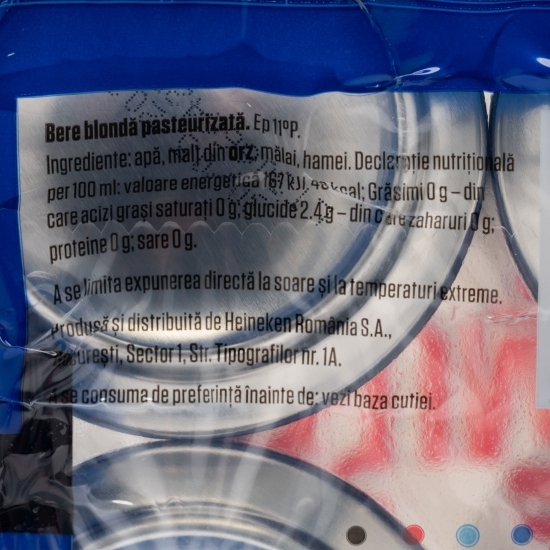 Bere blondă pasteurizată. Ep 11°P.
Ingrediente: apă, malț din orz, mălai, hamei. Declarație nutrițională
per 100 ml: valoare energetică 167 kJ/ kcal; Grăsimi 0 g – din
care acizi grași saturați 0 g; glucide 2.4 g – din care zaharuri 0 g;
proteine 0 g; sare 0 g.
A se limita expunerea directă la soare și la temperaturi extreme.
Produsă și distribuită de Heineken România S.A.,
București, Sector 1, Str. Tipografilor nr. 1A.
A se consuma de preferință înainte de: vezi baza cutiei.